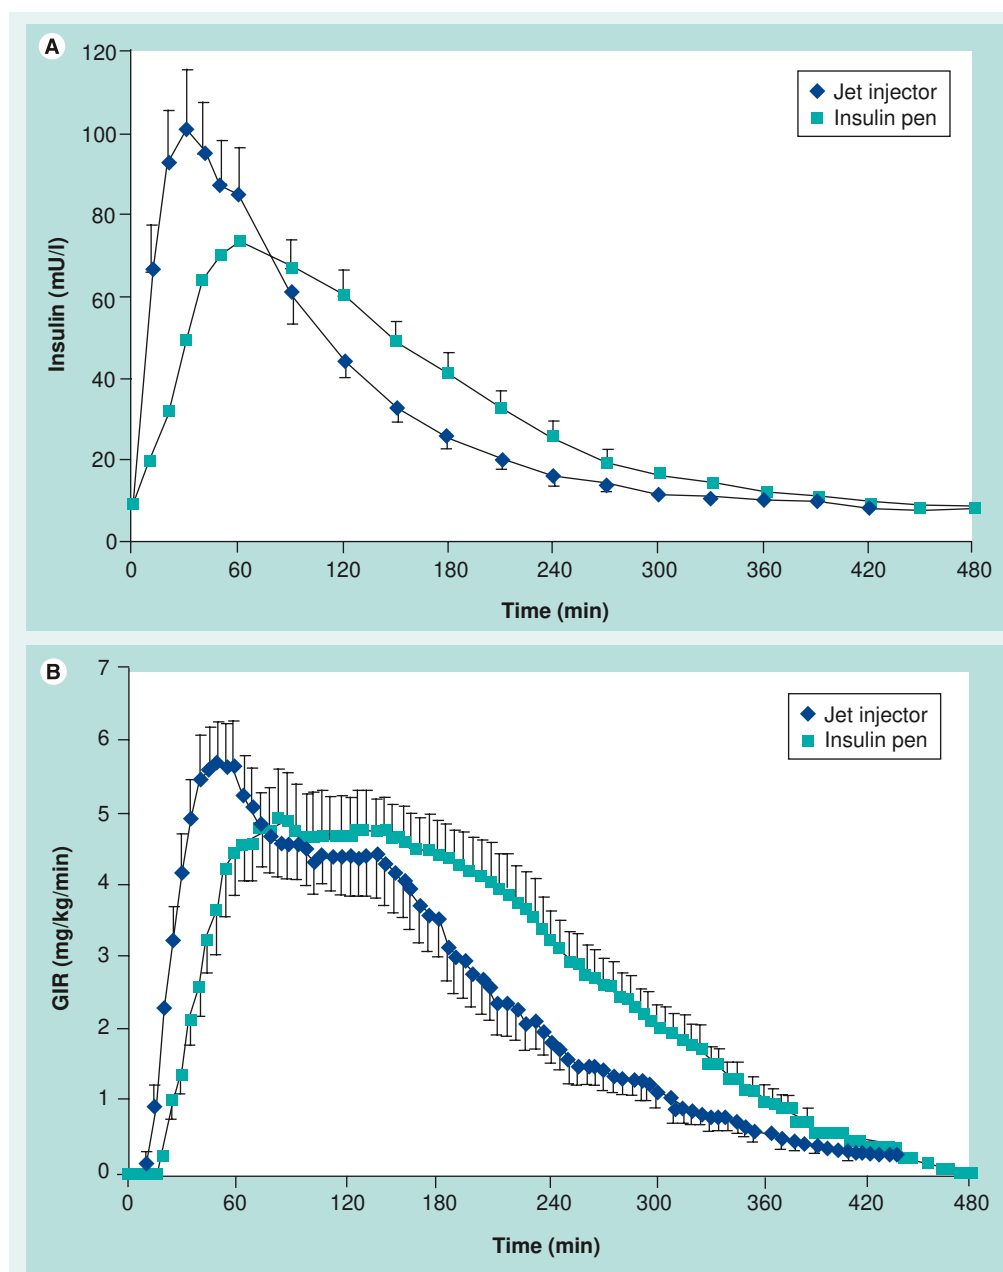 A
120
100
80
60
40
20
0
Insulin (mU/l)
Jet injector
Insulin pen
0 60 120 180 240 300 360 420 480
Time (min)
B
7
6
5
4
3
2
1
0
GIR (mg/kg/min)
Jet injector
Insulin pen
0 60 120 180 240 300 360 420 480
Time (min)